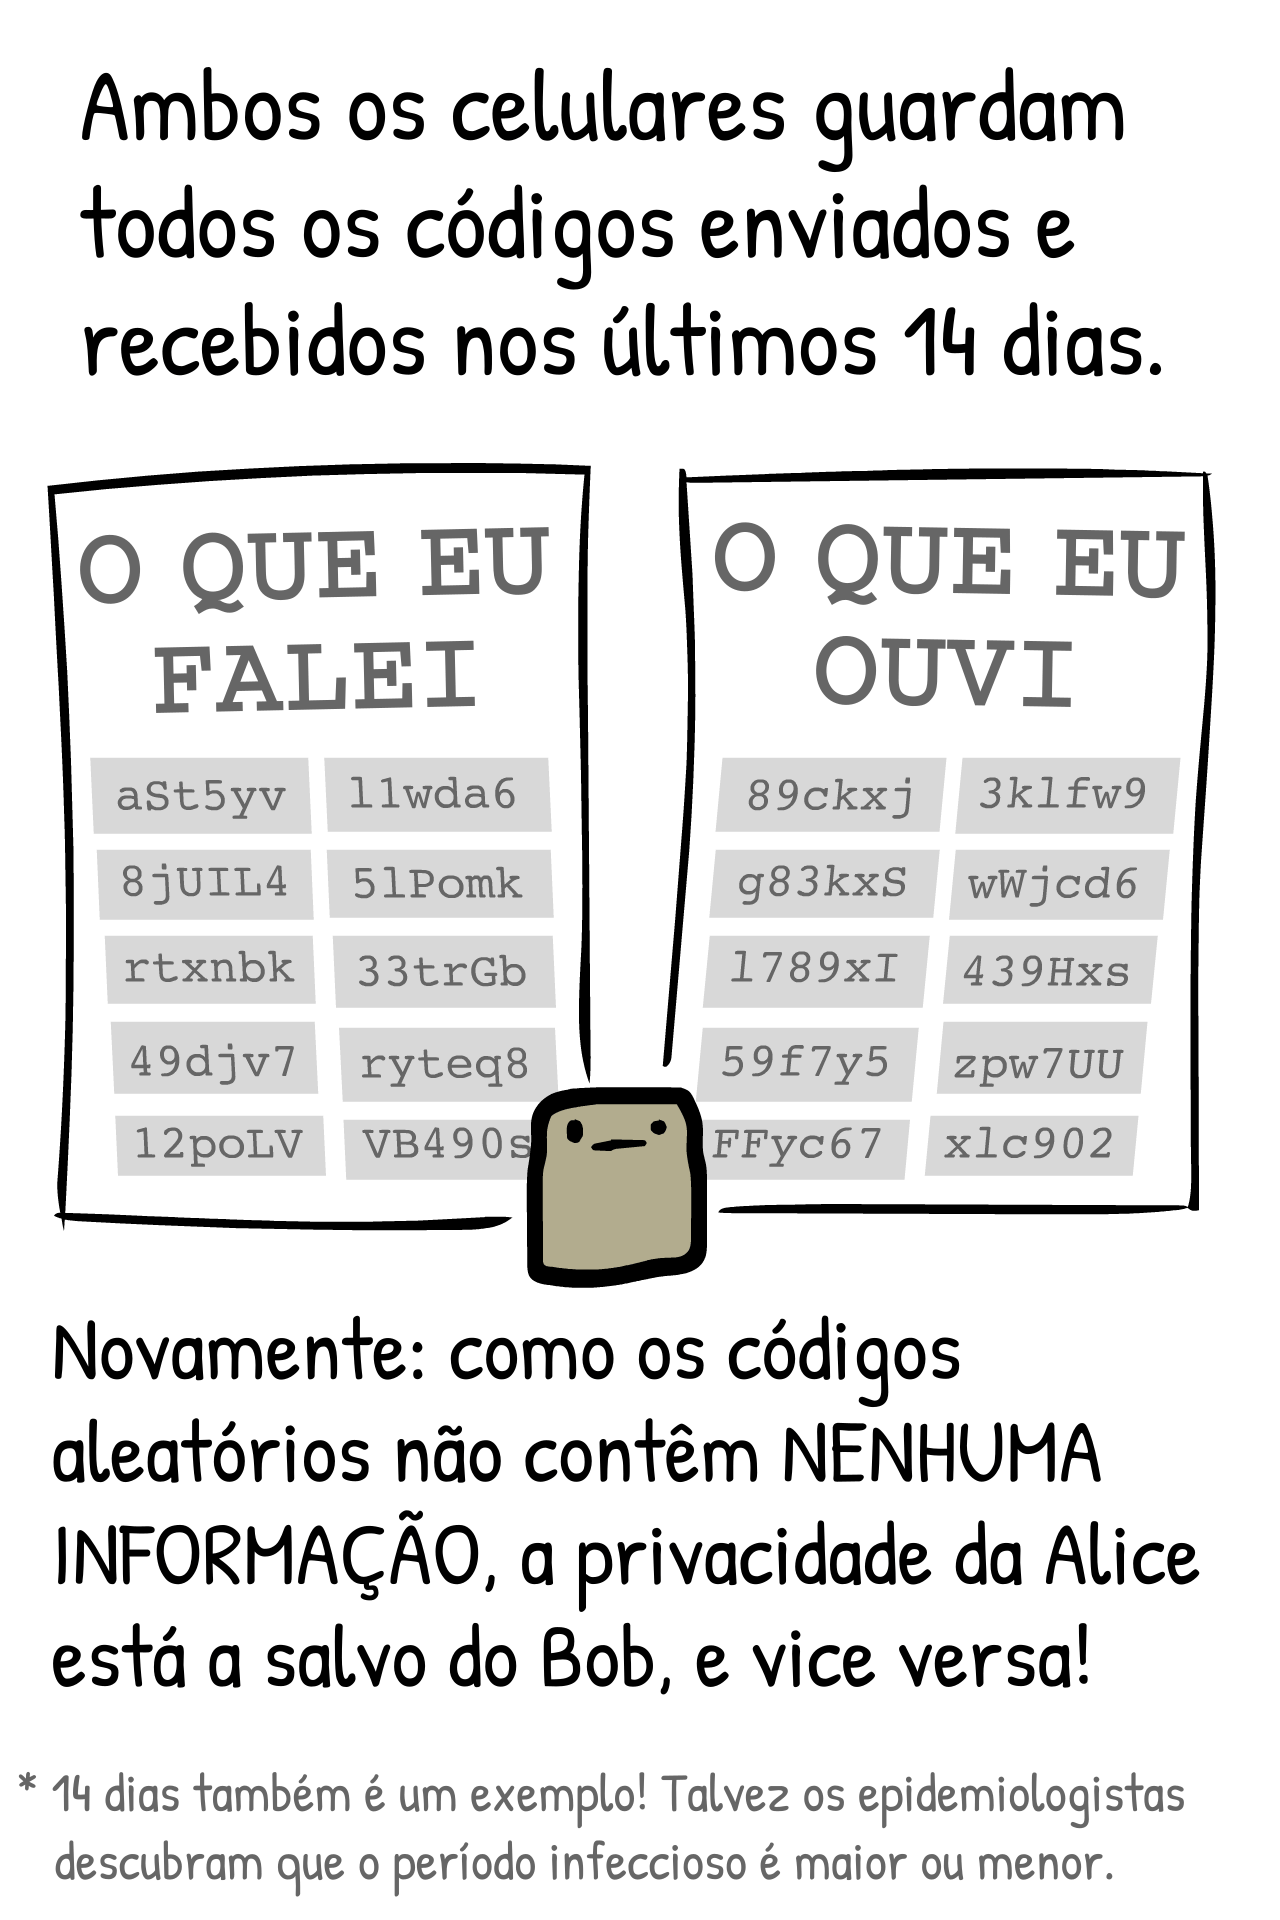 Ambos os celulares guardam
todos os códigos enviados e
recebidos nos últimos 14 dias.
O QUE EU
FALEI
aSt5yv l1wda6
8jUIL4 5lPomk
rtxnbk 33trGb
49djv7 ryteq8
12poLV VB490s
O QUE EU
OUVI
89ckxj 3klfw9
g83kxS wWjcd6
l789xI 439Hxs
59f7y5 zpw7UU
FFyc67 xlc902
Novamente: como os códigos
aleatórios não contêm NENHUMA
INFORMAÇÃO, a privacidade da Alice
está a salvo do Bob, e vice versa!
* 14 dias também é um exemplo! Talvez os epidemiologistas
descubram que o período infeccioso é maior ou menor.